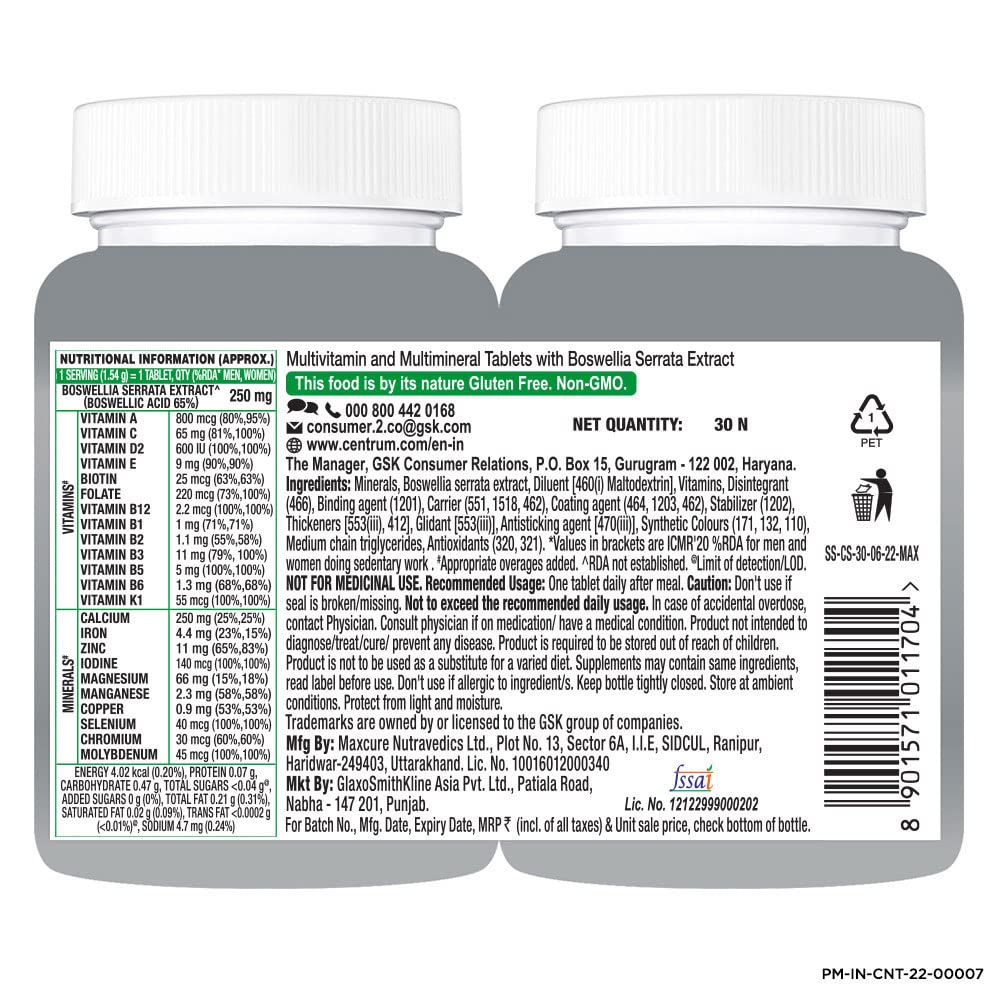 NUTRITIONAL INFORMATION (APPROX.)
1 SERVING (1.54 g) = 1 TABLET, QTY (%RDA* MEN, WOMEN)
BOSWELLIA SERRATA EXTRACT^ (BOSWELLIC ACID 65%) 250 mg
VITAMINS#
VITAMIN A 800 mcg (80%,95%)
VITAMIN C 65 mg (81%,100%)
VITAMIN D2 600 IU (100%,100%)
VITAMIN E 9 mg (90%,90%)
BIOTIN 25 mcg (63%,63%)
FOLATE 220 mcg (73%,100%)
VITAMIN B12 2.2 mcg (100%,100%)
VITAMIN B1 1 mg (71%,71%)
VITAMIN B2 1.1 mg (55%,58%)
VITAMIN B3 11 mg (79%, 100%)
VITAMIN B5 5 mg (100%,100%)
VITAMIN B6 1.3 mg (68%,68%)
VITAMIN K1 55 mcg (100%,100%)
MINERALS#
CALCIUM 250 mg (25%,25%)
IRON 4.4 mg (23%,15%)
ZINC 11 mg (65%,83%)
IODINE 140 mcg (100%,100%)
MAGNESIUM 66 mg (15%,18%)
MANGANESE 2.3 mg (58%,58%)
COPPER 0.9 mg (53%,53%)
SELENIUM 40 mcg (100%,100%)
CHROMIUM 30 mcg (60%,60%)
MOLYBDENUM 45 mcg (100%,100%)
ENERGY 4.02 kcal (0.20%), PROTEIN 0.07 g,
CARBOHYDRATE 0.47 g, TOTAL SUGARS <0.04 g@,
ADDED SUGARS 0 g (0%), TOTAL FAT 0.21 g (0.31%),
SATURATED FAT 0.02 g (0.09%), TRANS FAT <0.0002 g
(<0.01%)@, SODIUM 4.7 mg (0.24%)
Multivitamin and Multimineral Tablets with Boswellia Serrata Extract
This food is by its nature Gluten Free. Non-GMO.
000 800 442 0168
consumer.2.co@gsk.com
www.centrum.com/en-in
NET QUANTITY: 30 N
The Manager, GSK Consumer Relations, P.O. Box 15, Gurugram - 122 002, Haryana.
Ingredients: Minerals, Boswellia serrata extract, Diluent [460(i) Maltodextrin], Vitamins, Disintegrant
(466), Binding agent (1201), Carrier (551, 1518, 462), Coating agent (464, 1203, 462), Stabilizer (1202),
Thickeners [553(iii), 412], Glidant [553(iii)], Antisticking agent [470(iii)], Synthetic Colours (171, 132, 110),
Medium chain triglycerides, Antioxidants (320, 321). *Values in brackets are ICMR'20 %RDA for men and
women doing sedentary work . #Appropriate overages added. ^RDA not established. @Limit of detection/LOD.
NOT FOR MEDICINAL USE. Recommended Usage: One tablet daily after meal. Caution: Don't use if
seal is broken/missing. Not to exceed the recommended daily usage. In case of accidental overdose,
contact Physician. Consult physician if on medication/ have a medical condition. Product not intended to
diagnose/treat/cure/ prevent any disease. Product is required to be stored out of reach of children.
Product is not to be used as a substitute for a varied diet. Supplements may contain same ingredients,
read label before use. Don't use if allergic to ingredient/s. Keep bottle tightly closed. Store at ambient
conditions. Protect from light and moisture.
Trademarks are owned by or licensed to the GSK group of companies.
Mfg By: Maxcure Nutravedics Ltd., Plot No. 13, Sector 6A, I.I.E, SIDCUL, Ranipur,
Haridwar-249403, Uttarakhand. Lic. No. 10016012000340
Mkt By: GlaxoSmithKline Asia Pvt. Ltd., Patiala Road,
Nabha - 147 201, Punjab.
fssai
Lic. No. 12122999000202
For Batch No., Mfg. Date, Expiry Date, MRP ₹ (incl. of all taxes) & Unit sale price, check bottom of bottle.
1
PET
SS-CS-30-06-22-MAX
8 901571 011704 >
PM-IN-CNT-22-00007